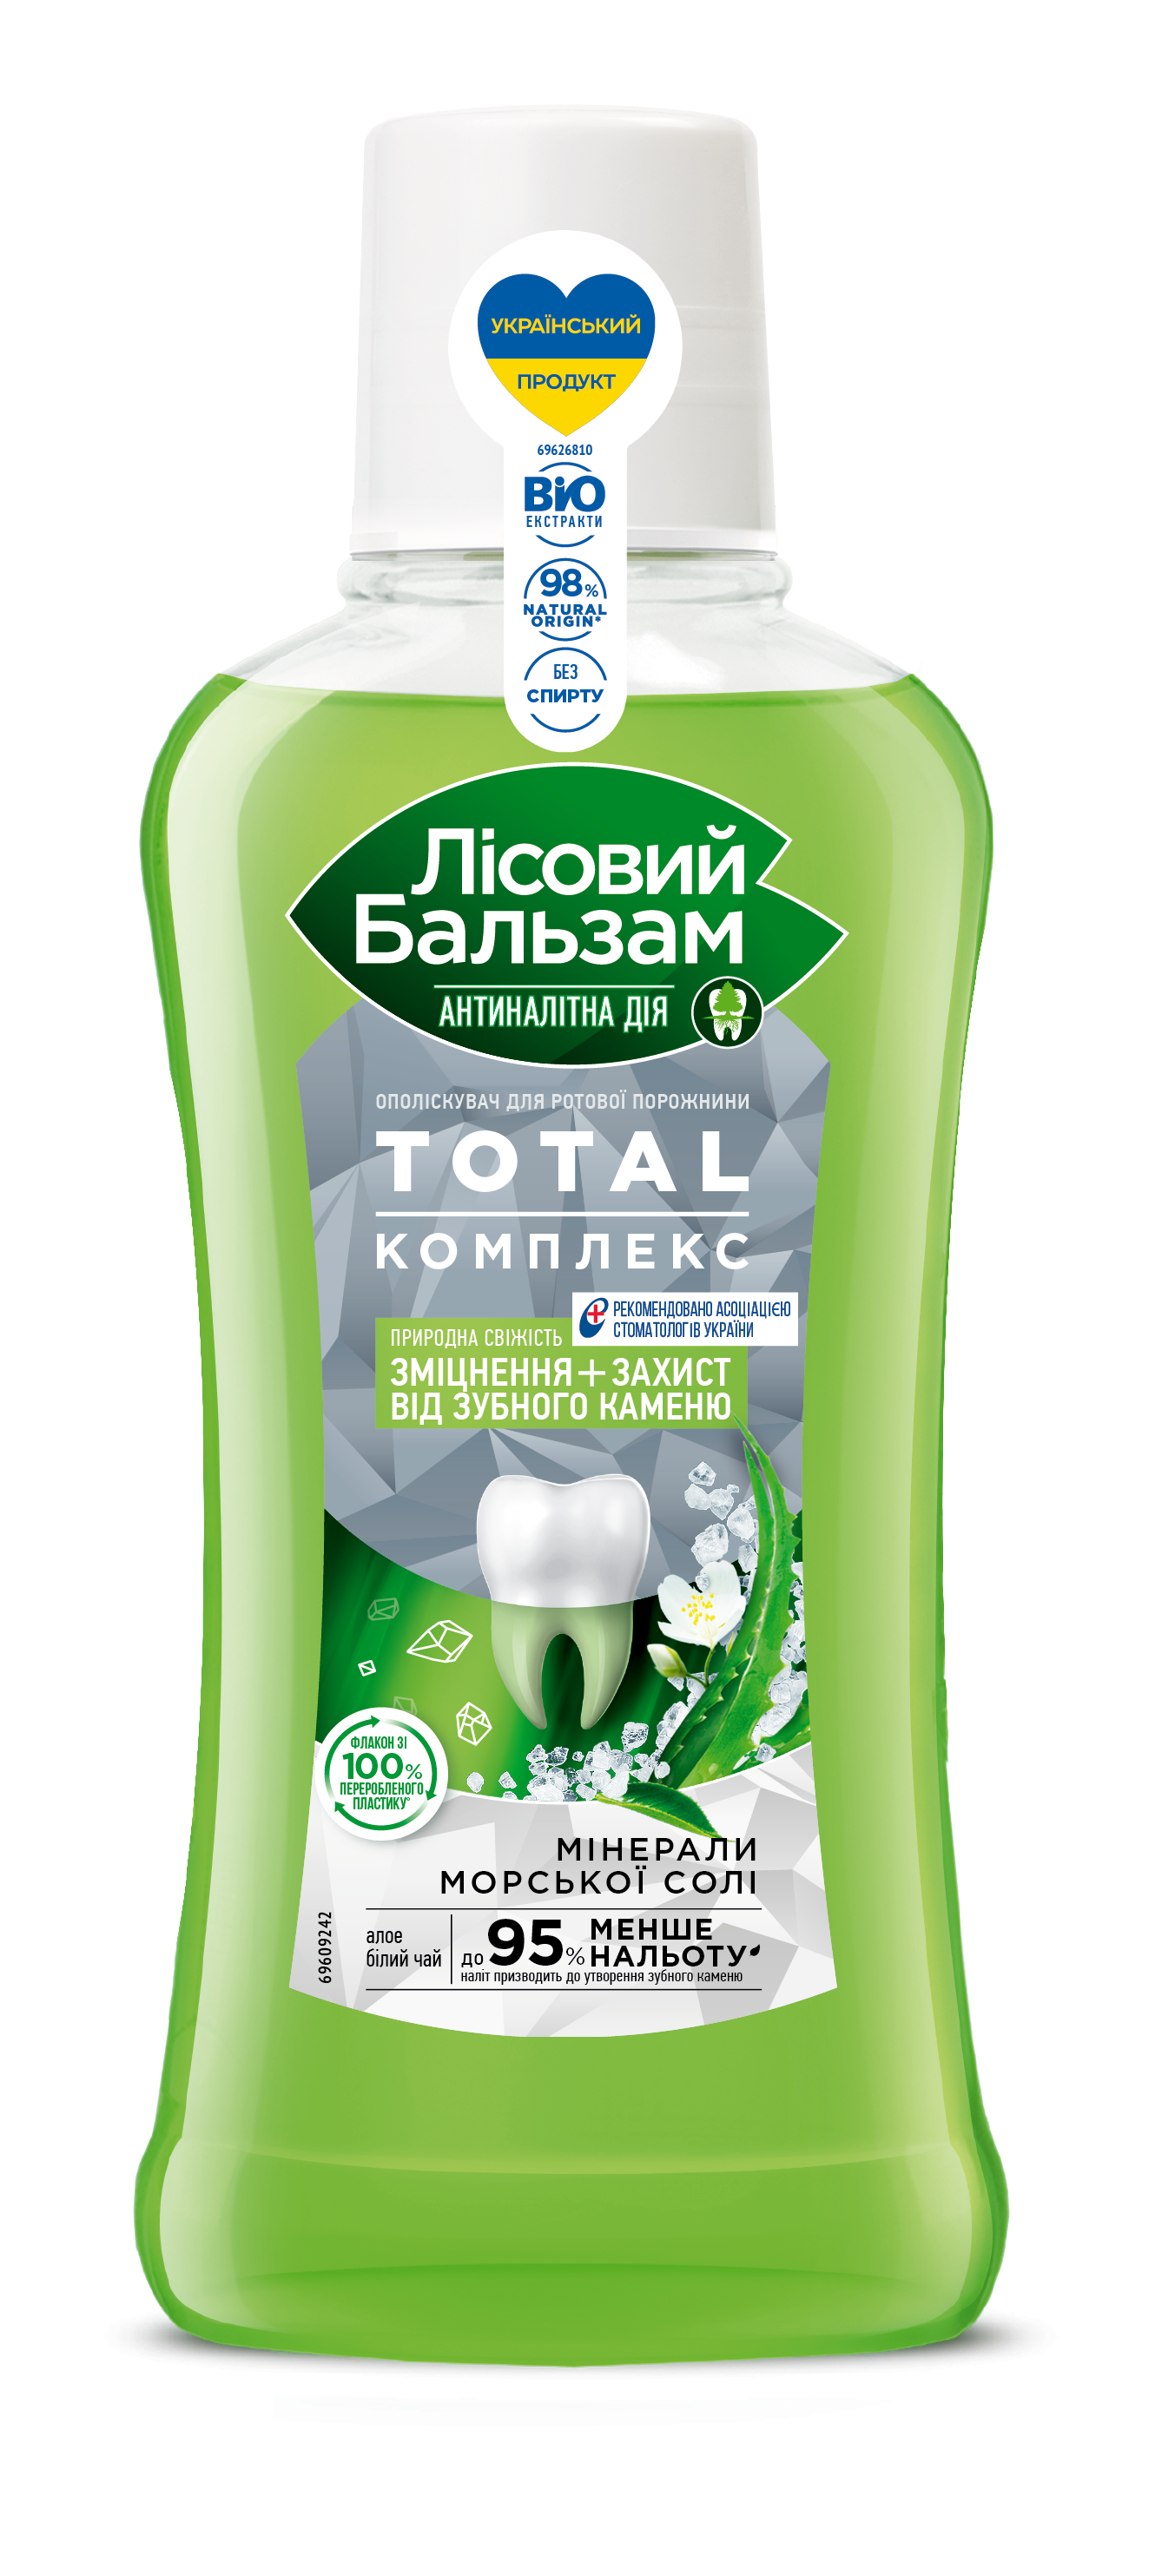 УКРАЇНСЬКИЙ
ПРОДУКТ
69626810
ВіО
ЕКСТРАКТИ
98%
NATURAL
ORIGIN*
БЕЗ
СПИРТУ
Лісовий
Бальзам
АНТИНАЛІТНА ДІЯ
ОПОЛІСКУВАЧ ДЛЯ РОТОВОЇ ПОРОЖНИНИ
TOTAL
КОМПЛЕКС
РЕКОМЕНДОВАНО АСОЦІАЦІЄЮ
СТОМАТОЛОГІВ УКРАЇНИ
ПРИРОДНА СВІЖІСТЬ
ЗМІЦНЕННЯ+ЗАХИСТ
ВІД ЗУБНОГО КАМЕНЮ
ФЛАКОН ЗІ
100%
ПЕРЕРОБЛЕНОГО
ПЛАСТИКУ°
МІНЕРАЛИ
МОРСЬКОЇ СОЛІ
69609242
алое
білий чай
до 95% МЕНШЕ
НАЛЬОТУ
наліт призводить до утворення зубного каменю